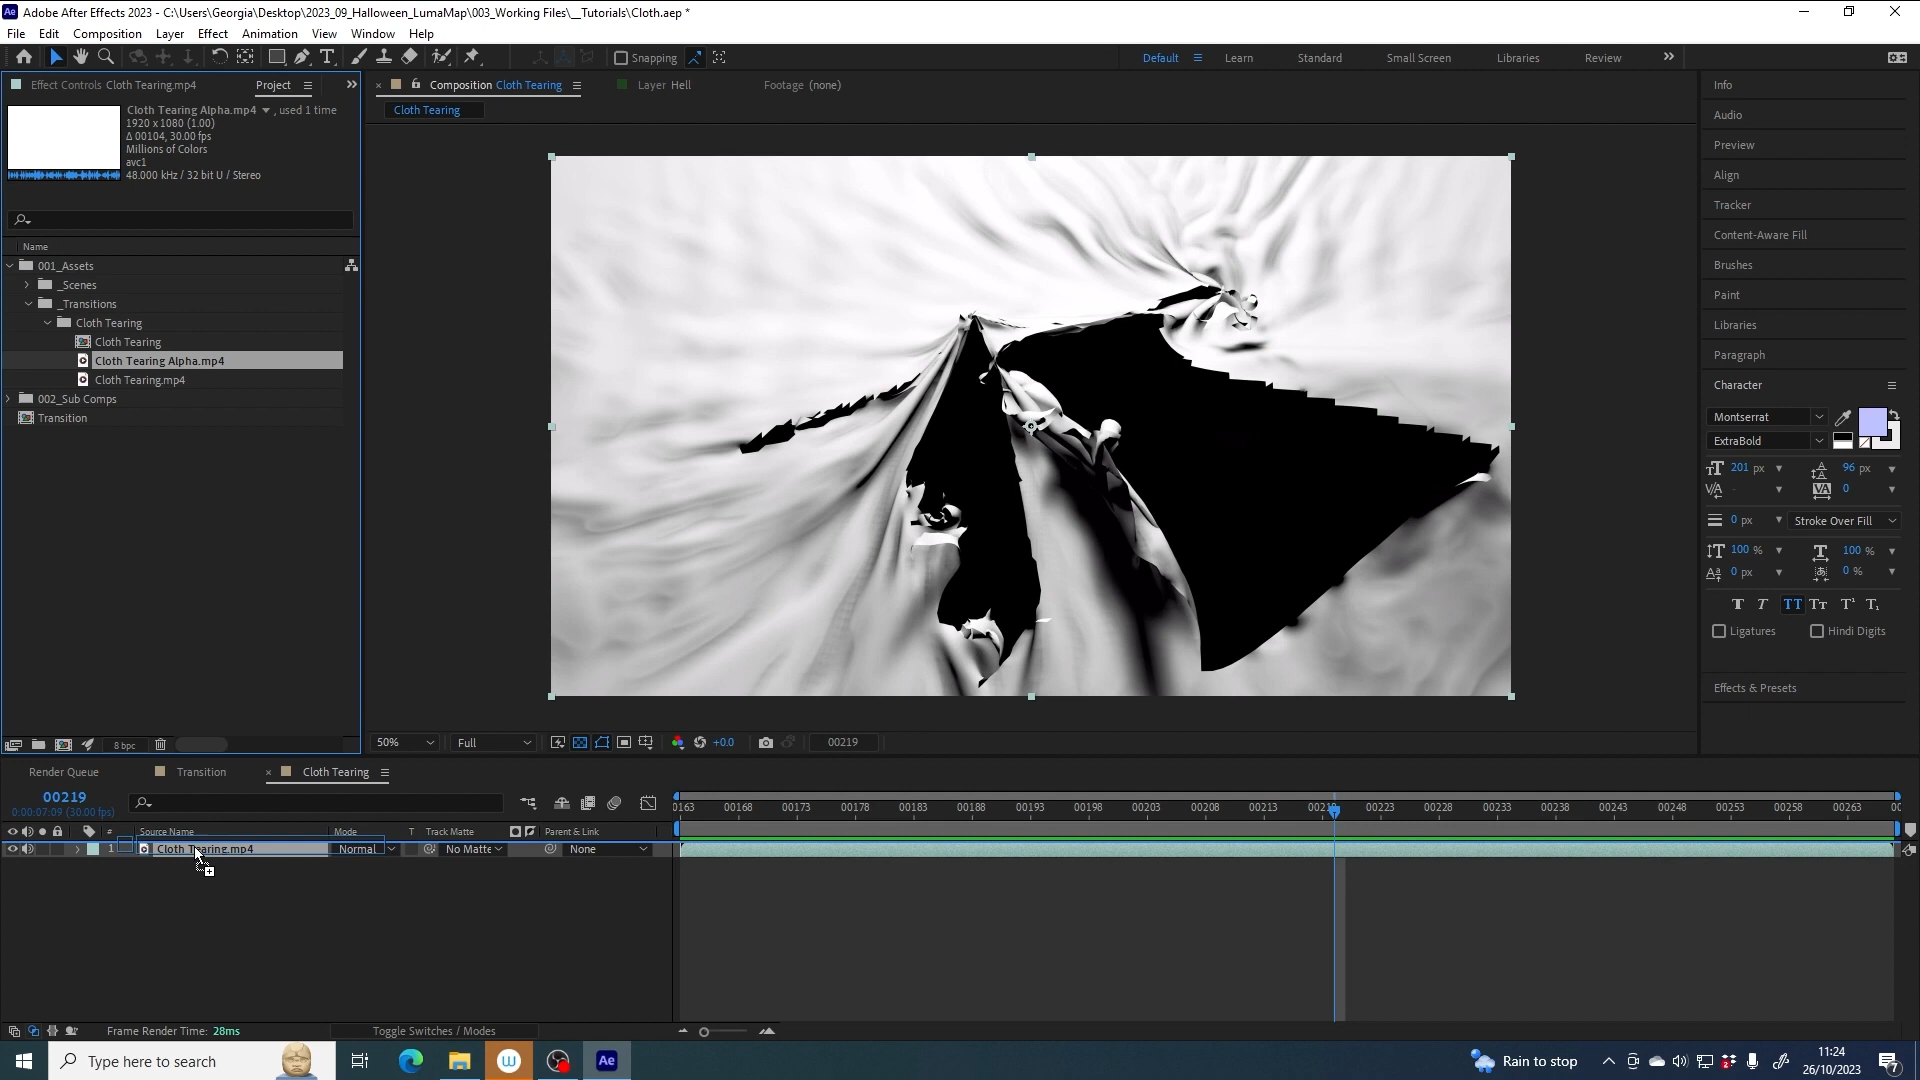 Adobe After Effects 2023 - C:\Users\Georgia\Desktop\2023_09_Halloween_LumaMap\003_Working Files\__Tutorials\Cloth.aep *
File Edit Composition Layer Effect Animation View Window Help
Snapping
Default Learn Standard Small Screen Libraries Review
Effect Controls Cloth Tearing.mp4 Project
Composition Cloth Tearing Layer Hell Footage (none)
Cloth Tearing
Cloth Tearing Alpha.mp4 , used 1 time
1920 x 1080 (1.00)
Δ 00104, 30.00 fps
Millions of Colors
avc1
48.000 kHz / 32 bit U / Stereo
Name
001_Assets
_Scenes
_Transitions
Cloth Tearing
Cloth Tearing
Cloth Tearing Alpha.mp4
Cloth Tearing.mp4
002_Sub Comps
Transition
8 bpc
50% Full +0.0 00219
Info
Audio
Preview
Align
Tracker
Content-Aware Fill
Brushes
Paint
Libraries
Paragraph
Character
Montserrat
ExtraBold
201 px 96 px
0
0 px Stroke Over Fill
100 % 100 %
0 px 0 %
Ligatures Hindi Digits
Effects & Presets
Render Queue Transition Cloth Tearing
00219
0:00:07:09 (30.00 fps)
00163 00168 00173 00178 00183 00188 00193 00198 00203 00208 00213 00223 00228 00233 00238 00243 00248 00253 00258 00263
# Source Name Mode T Track Matte Parent & Link
1 Cloth Tearing.mp4 Normal No Matte None
Frame Render Time: 28ms Toggle Switches / Modes
Type here to search
Rain to stop
11:24
26/10/2023
7